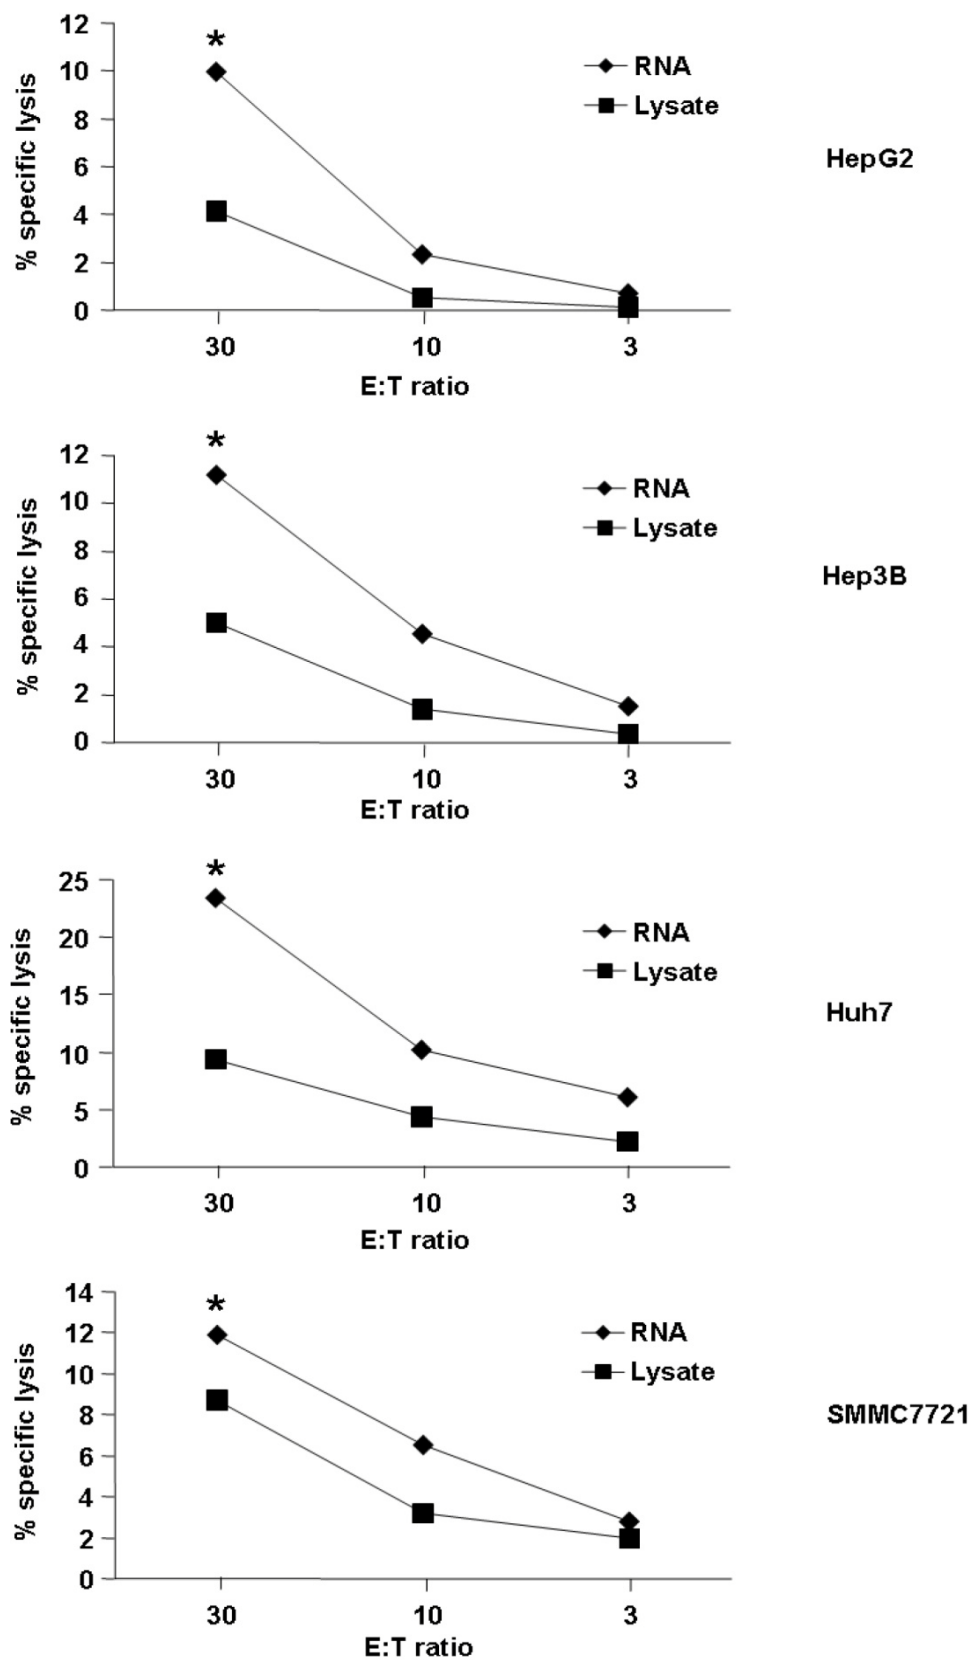 12
*
10
8
6
4
2
0
% specific lysis
RNA
Lysate
HepG2
30 10 3
E:T ratio
12
*
10
8
6
4
2
0
% specific lysis
RNA
Lysate
Hep3B
30 10 3
E:T ratio
25
*
20
15
10
5
0
% specific lysis
RNA
Lysate
Huh7
30 10 3
E:T ratio
14
*
12
10
8
6
4
2
0
% specific lysis
RNA
Lysate
SMMC7721
30 10 3
E:T ratio